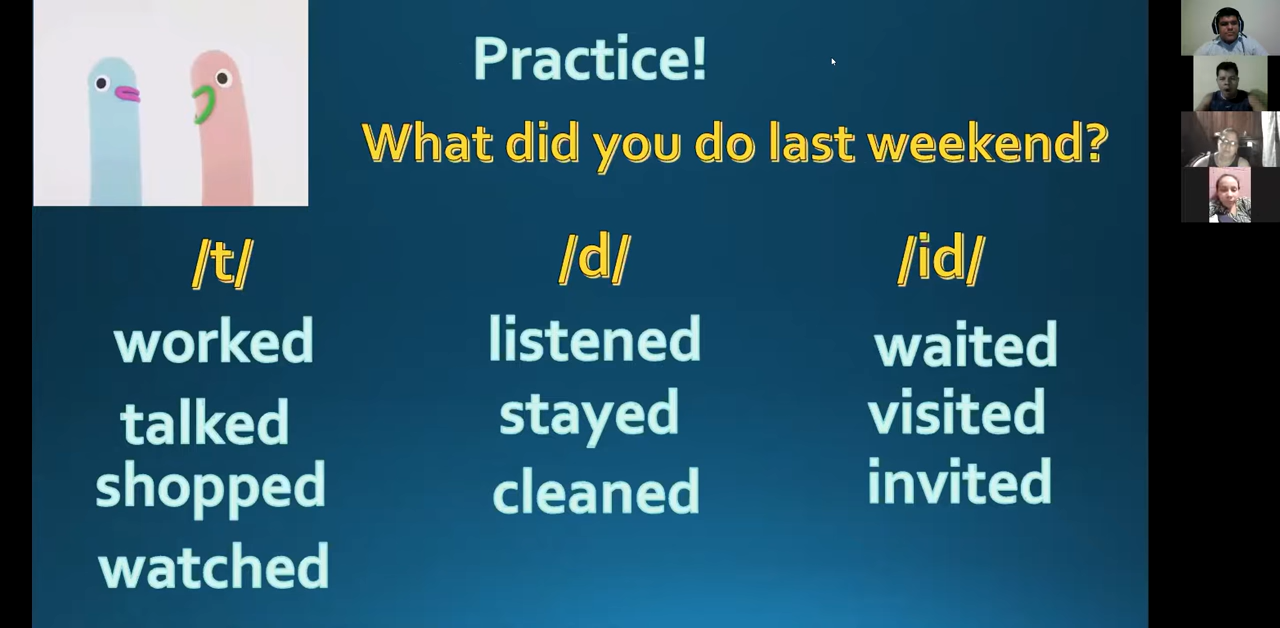 Practice!
What did you do last weekend?
/t/ /d/ /id/
worked listened waited
talked stayed visited
shopped cleaned invited
watched